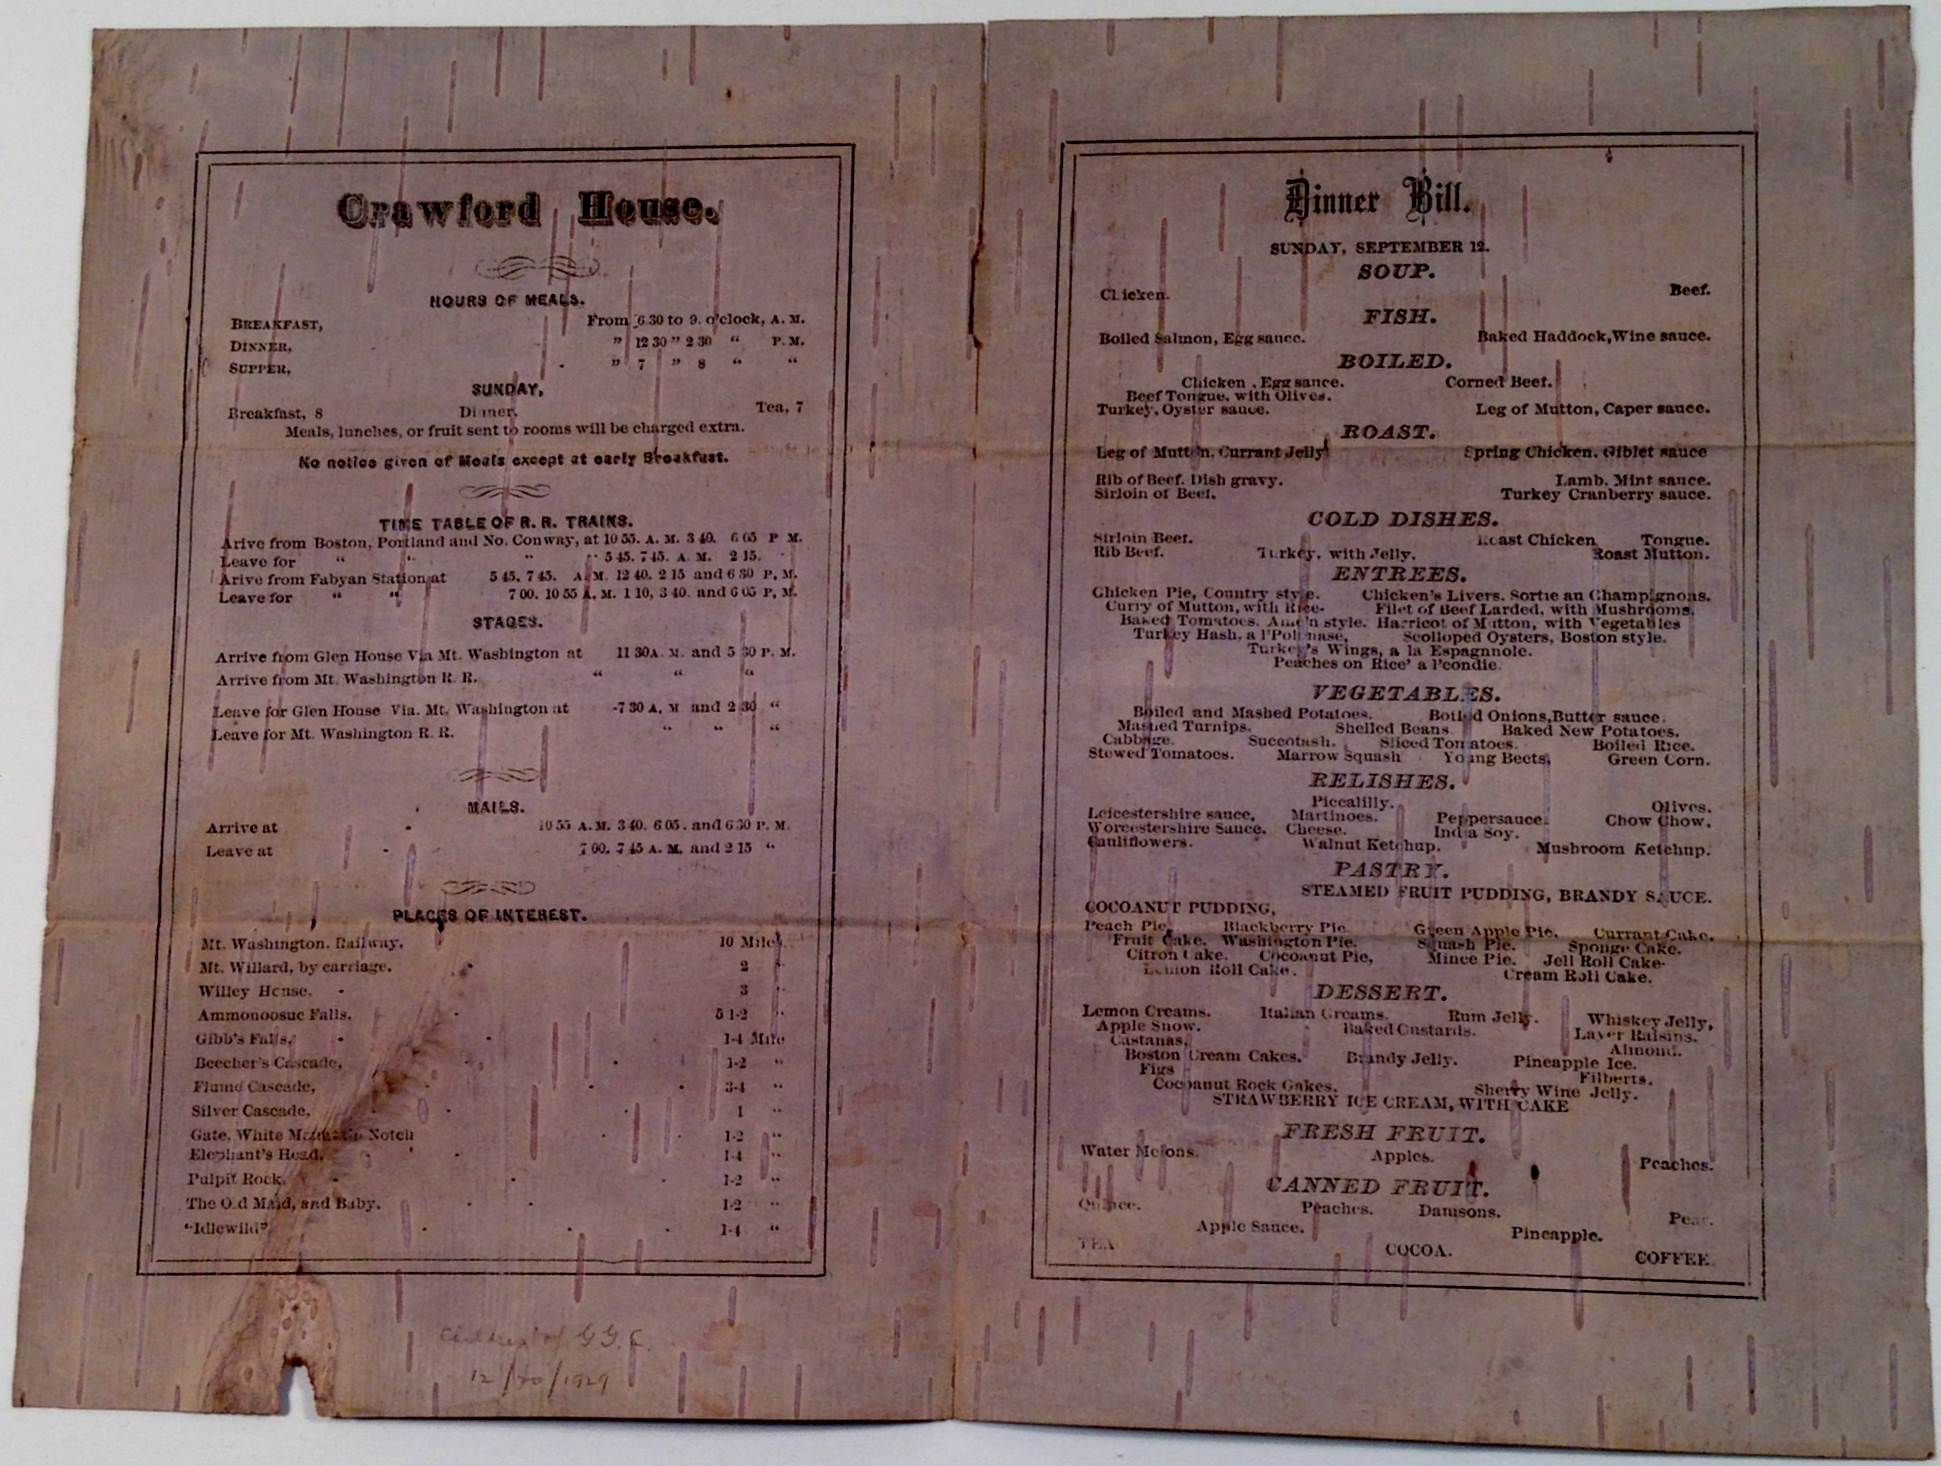 Crawford House.
HOURS OF MEALS.
BREAKFAST, From 6.30 to 9. o'clock, A. M.
DINNER, " 12 30 " 2 30 " P. M.
SUPPER, " 7 " 8 " "
SUNDAY,
Breakfast, 8 Dinner, Tea, 7
Meals, lunches, or fruit sent to rooms will be charged extra.
No notice given of Meals except at early Breakfast.
TIME TABLE OF R. R. TRAINS.
Arive from Boston, Portland and No. Conway, at 10 55. A. M. 3 40. 6 05 P M.
Leave for " " " " 5 45. 7 45. A. M. 2 15.
Arive from Fabyan Station at 5 45. 7 45. A. M. 12 40. 2 15 and 6 30 P, M.
Leave for " " 7 00. 10 55 A. M. 1 10, 3 40. and 6 05 P, M.
STAGES.
Arrive from Glen House Via Mt. Washington at 11 30 A. M. and 5 30 P. M.
Arrive from Mt. Washington R. R. " " "
Leave for Glen House Via. Mt. Washington at -7 30 A, M and 2 30 "
Leave for Mt. Washington R. R. " " "
MAILS.
Arrive at 10 55 A. M. 3 40. 6 05. and 6 30 P. M.
Leave at 7 00. 7 45 A. M. and 2 15 "
PLACES OF INTEREST.
Mt. Washington. Railway, 10 Miles.
Mt. Willard, by carriage. 2 "
Willey House. 3 "
Ammonoosuc Falls. 5 1-2 "
Gibb's Falls, 1-4 Mile
Beecher's Cascade, 1-2 "
Flume Cascade, 3-4 "
Silver Cascade, 1 "
Gate, White Mountain Notch 1-2 "
Elephant's Head, 1-4 "
Pulpit Rock. 1-2 "
The Old Maid, and Baby. 1-2 "
"Idlewild" 1-4 "
of G.G.C.
12/20/1929
Dinner Bill.
SUNDAY, SEPTEMBER 12.
SOUP.
Chicken. Beef.
FISH.
Boiled Salmon, Egg sauce. Baked Haddock, Wine sauce.
BOILED.
Chicken, Egg sauce. Corned Beef.
Beef Tongue, with Olives.
Turkey, Oyster sauce. Leg of Mutton, Caper sauce.
ROAST.
Leg of Mutton, Currant Jelly Spring Chicken. Giblet sauce
Rib of Beef. Dish gravy. Lamb. Mint sauce.
Sirloin of Beef. Turkey Cranberry sauce.
COLD DISHES.
Sirloin Beef. Roast Chicken Tongue.
Rib Beef. Turkey. with Jelly. Roast Mutton.
ENTREES.
Chicken Pie, Country style. Chicken's Livers. Sortie au Champignons.
Curry of Mutton, with Rice- Filet of Beef Larded, with Mushrooms.
Baked Tomatoes. Ame'n style. Harricot of Mutton, with Vegetables
Turkey Hash, a l'Polonase, Scolloped Oysters, Boston style.
Turkey's Wings, a la Espagnnole.
Peaches on Rice' a l'condie.
VEGETABLES.
Boiled and Mashed Potatoes. Boiled Onions, Butter sauce.
Mashed Turnips. Shelled Beans Baked New Potatoes.
Cabbage. Succotash. Sliced Tomatoes. Boiled Rice.
Stewed Tomatoes. Marrow Squash Young Beets, Green Corn.
RELISHES.
Piccalilly. Olives.
Leicestershire sauce. Martinoes. Peppersauce. Chow Chow.
Worcestershire Sauce. Cheese. India Soy.
Cauliflowers. Walnut Ketchup. Mushroom Ketchup.
PASTRY.
STEAMED FRUIT PUDDING, BRANDY SAUCE.
COCOANUT PUDDING,
Peach Pie, Blackberry Pie Green Apple Pie. Currant Cake.
Fruit Cake. Washington Pie. Squash Pie. Sponge Cake.
Citron Cake. Cocoanut Pie, Mince Pie. Jell Roll Cake-
Lemon Roll Cake. Cream Roll Cake.
DESSERT.
Lemon Creams. Italian Creams. Rum Jelly. Whiskey Jelly,
Apple Snow. Baked Custards. Layer Raisins.
Castanas. Almond.
Boston Cream Cakes. Brandy Jelly. Pineapple Ice.
Figs Filberts.
Cocoanut Rock Cakes. Sherry Wine Jelly.
STRAWBERRY ICE CREAM, WITH CAKE
FRESH FRUIT.
Water Melons. Apples. Peaches.
CANNED FRUIT.
Quince. Peaches. Damsons. Pear.
Apple Sauce. Pineapple.
TEA COCOA. COFFEE